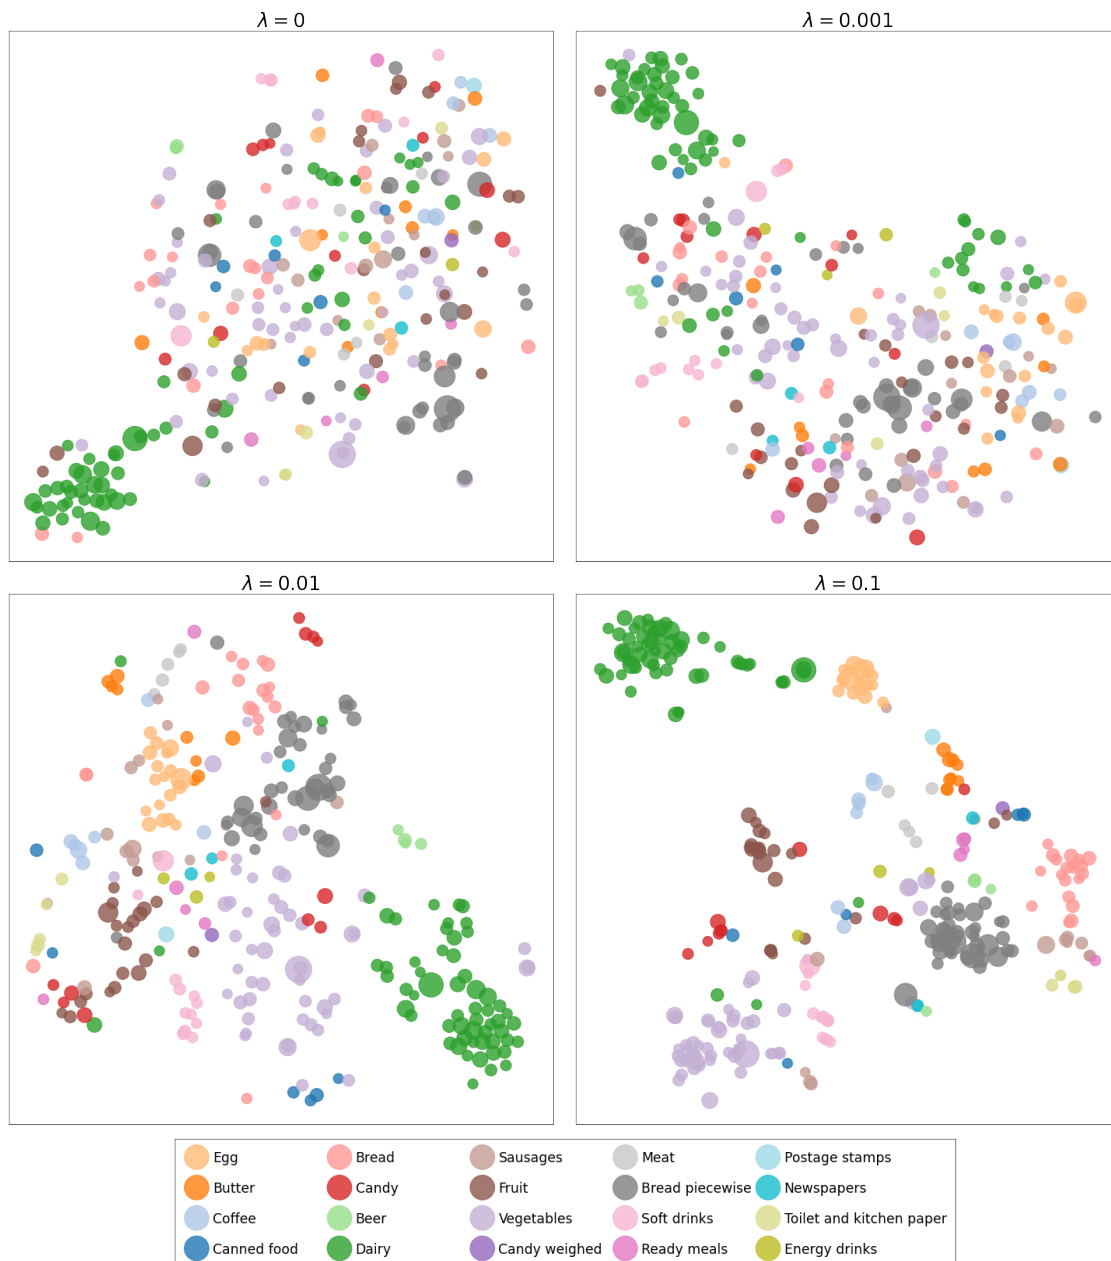 λ = 0
λ = 0.001
λ = 0.01
λ = 0.1
Egg Bread Sausages Meat Postage stamps
Butter Candy Fruit Bread piecewise Newspapers
Coffee Beer Vegetables Soft drinks Toilet and kitchen paper
Canned food Dairy Candy weighed Ready meals Energy drinks